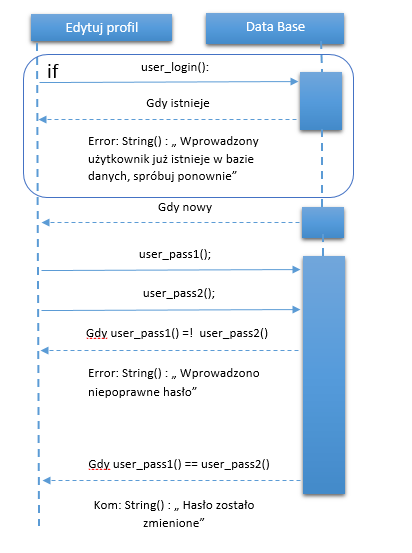 Edytuj profil
Data Base
if
user_login():
Gdy istnieje
Error: String() : „ Wprowadzony
użytkownik już istnieje w bazie
danych, spróbuj ponownie”
Gdy nowy
user_pass1();
user_pass2();
Gdy user_pass1() =! user_pass2()
Error: String() : „ Wprowadzono
niepoprawne hasło”
Gdy user_pass1() == user_pass2()
Kom: String() : „ Hasło zostało
zmienione”